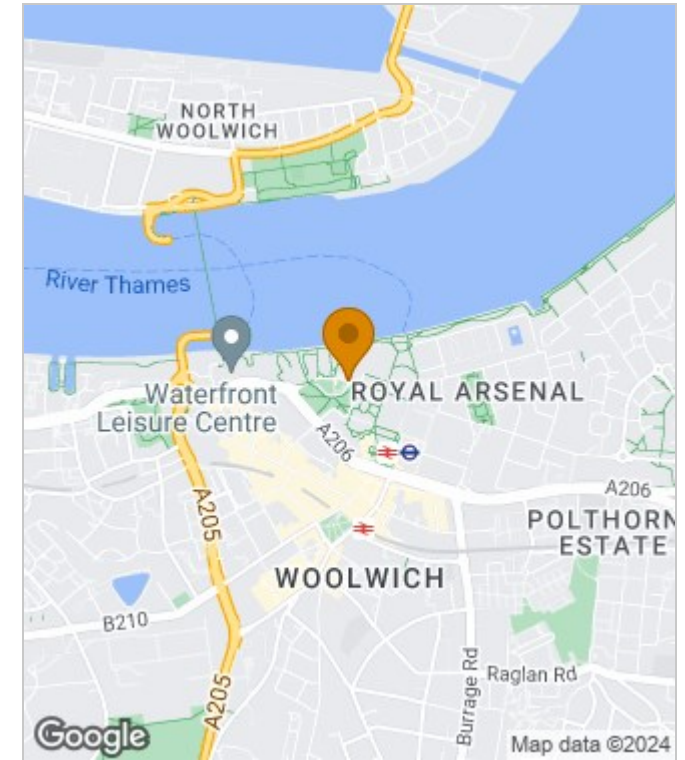 NORTH
WOOLWICH
River Thames
Waterfront
Leisure Centre
ROYAL ARSENAL
A206
A206
A205
POLTHORN
ESTATE
WOOLWICH
B210
Raglan Rd
Burrage Rd
A205
Google
Map data ©2024